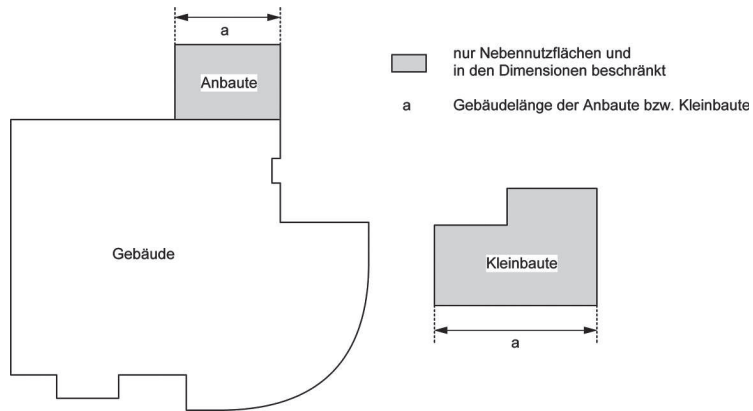 a
Anbaute
nur Nebennutzflächen und
in den Dimensionen beschränkt
a Gebäudelänge der Anbaute bzw. Kleinbaute
Gebäude
Kleinbaute
a